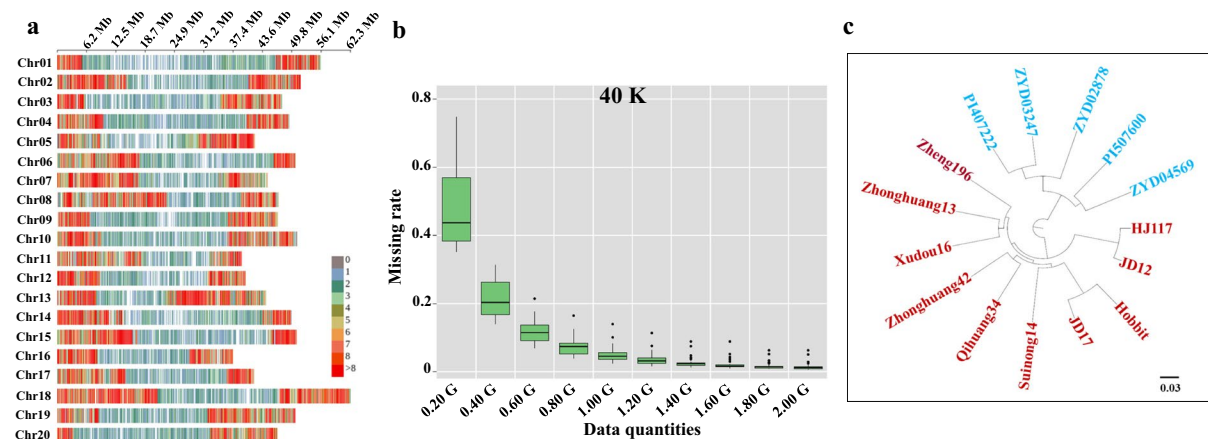 a
6.2 Mb
12.5 Mb
18.7 Mb
24.9 Mb
31.2 Mb
37.4 Mb
43.6 Mb
49.8 Mb
56.1 Mb
62.3 Mb
Chr01
Chr02
Chr03
Chr04
Chr05
Chr06
Chr07
Chr08
Chr09
Chr10
Chr11
Chr12
Chr13
Chr14
Chr15
Chr16
Chr17
Chr18
Chr19
Chr20
0
1
2
3
4
5
6
7
8
>8
b
40 K
Missing rate
0.8
0.6
0.4
0.2
0
0.20 G
0.40 G
0.60 G
0.80 G
1.00 G
1.20 G
1.40 G
1.60 G
1.80 G
2.00 G
Data quantities
c
PI407222
ZYD03247
ZYD02878
PI507600
ZYD04569
HJ117
JD12
Hobbit
JD17
Suinong14
Qihuang34
Zhonghuang42
Xudou16
Zhonghuang13
Zheng196
0.03